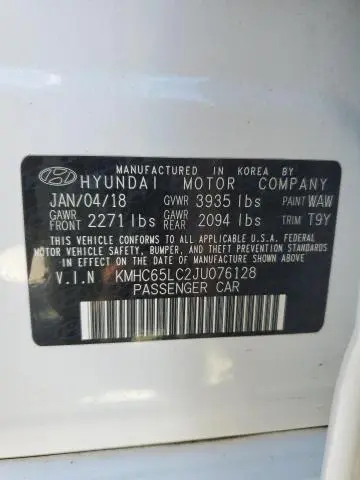 MANUFACTURED IN KOREA BY
HYUNDAI MOTOR COMPANY
JAN/04/18 GVWR 3935 lbs PAINT WAW
GAWR FRONT 2271 lbs GAWR REAR 2094 lbs TRIM T9Y
THIS VEHICLE CONFORMS TO ALL APPLICABLE U.S.A. FEDERAL
MOTOR VEHICLE SAFETY, BUMPER, AND THEFT PREVENTION
STANDARDS IN EFFECT ON THE DATE OF MANUFACTURE SHOWN ABOVE.
V.I.N KMHC65LC2JU076128
PASSENGER CAR